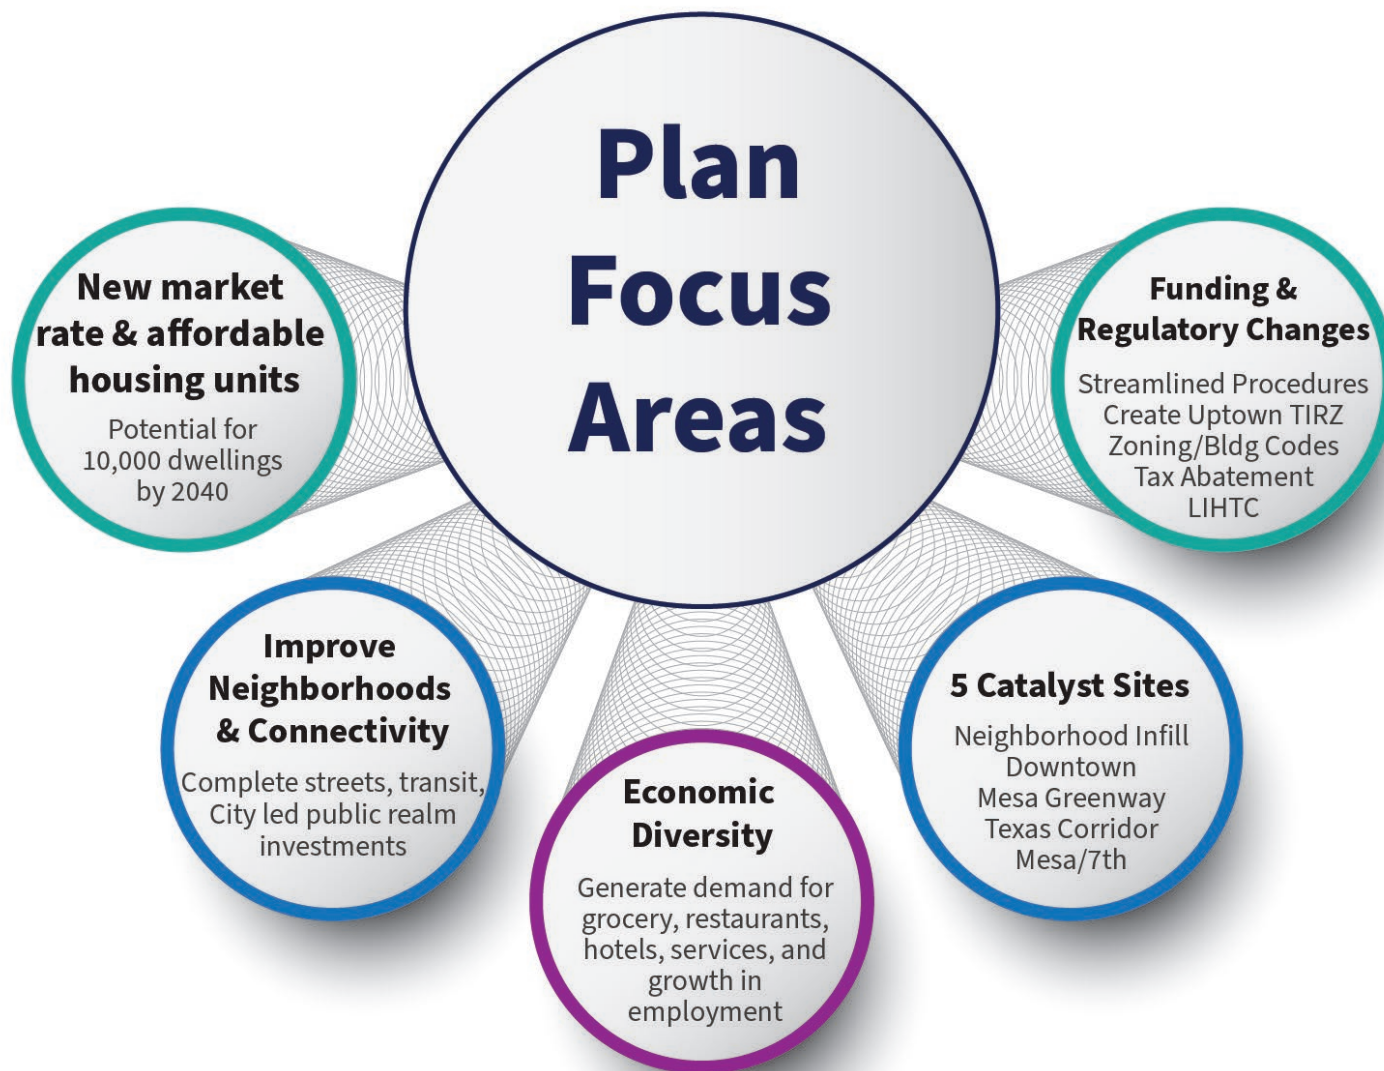 Plan
Focus
Areas
New market
rate & affordable
housing units
Potential for
10,000 dwellings
by 2040
Improve
Neighborhoods
& Connectivity
Complete streets, transit,
City led public realm
investments
Economic
Diversity
Generate demand for
grocery, restaurants,
hotels, services, and
growth in
employment
5 Catalyst Sites
Neighborhood Infill
Downtown
Mesa Greenway
Texas Corridor
Mesa/7th
Funding &
Regulatory Changes
Streamlined Procedures
Create Uptown TIRZ
Zoning/Bldg Codes
Tax Abatement
LIHTC